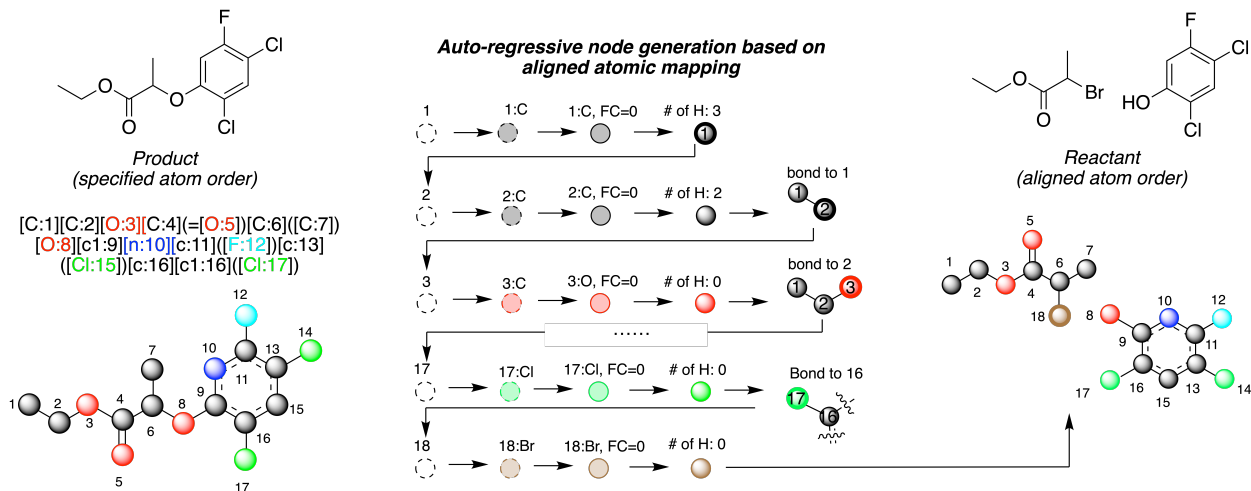 F
Cl
O
O
O
Cl
Product
(specified atom order)
[C:1][C:2][O:3][C:4](=[O:5])[C:6]([C:7])
[O:8][c1:9][n:10][c:11]([F:12])[c:13]
([Cl:15])[c:16][c1:16]([Cl:17])
12
14
7
10
13
11
1
2
3
4
6
8
9
15
16
5
17
Auto-regressive node generation based on
aligned atomic mapping
1
1:C
1:C, FC=0
# of H: 3
1
2
2:C
2:C, FC=0
# of H: 2
bond to 1
1
2
3
3:C
3:O, FC=0
# of H: 0
bond to 2
1
2
3
......
17
17:Cl
17:Cl, FC=0
# of H: 0
Bond to 16
17
16
18
18:Br
18:Br, FC=0
# of H: 0
F
Cl
O
O
Br
HO
Cl
Reactant
(aligned atom order)
5
7
1
3
6
2
4
18
10
12
8
9
11
17
16
15
13
14